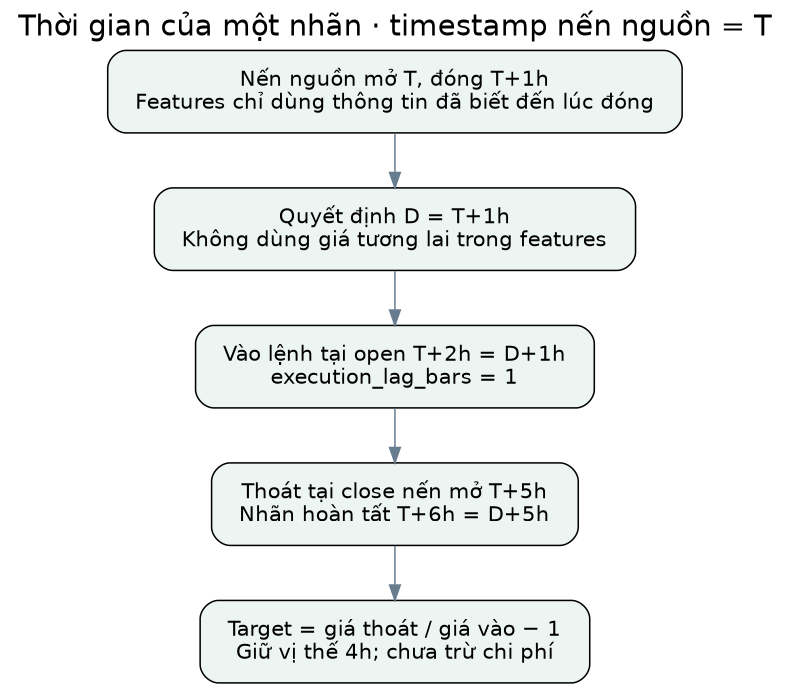 Thời gian của một nhãn · timestamp nến nguồn = T
Nến nguồn mở T, đóng T+1h
Features chỉ dùng thông tin đã biết đến lúc đóng
Quyết định D = T+1h
Không dùng giá tương lai trong features
Vào lệnh tại open T+2h = D+1h
execution_lag_bars = 1
Thoát tại close nến mở T+5h
Nhãn hoàn tất T+6h = D+5h
Target = giá thoát / giá vào − 1
Giữ vị thế 4h; chưa trừ chi phí